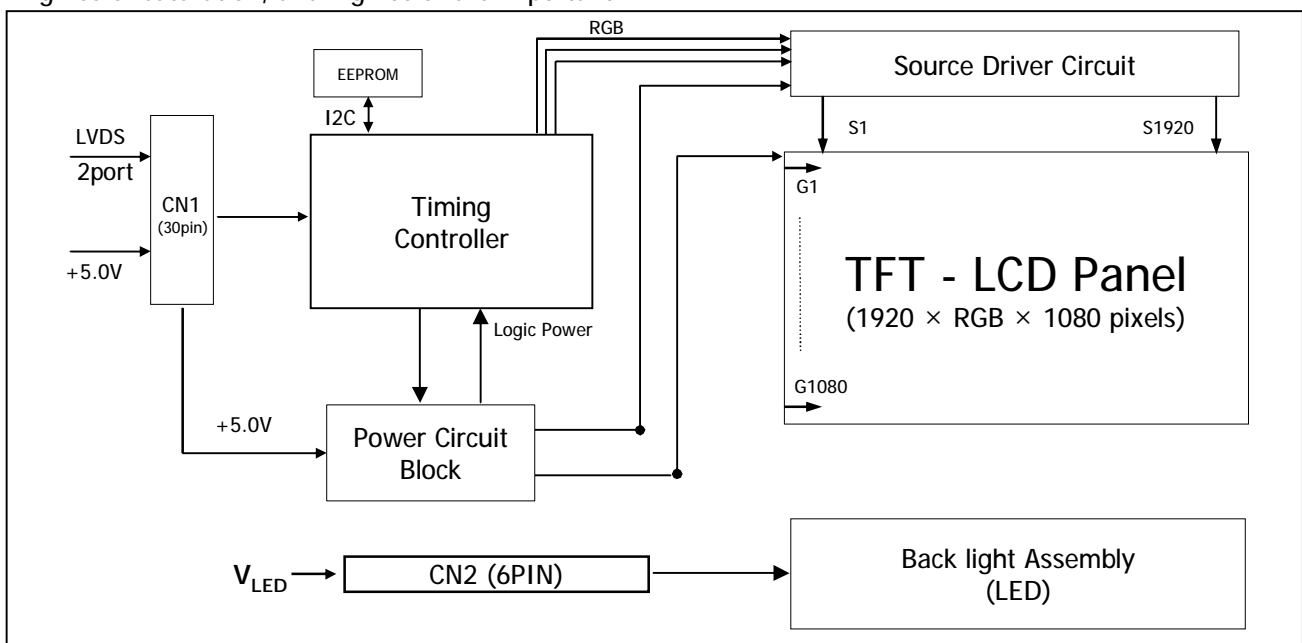 RGB
Source Driver Circuit
EEPROM
I2C
S1
S1920
LVDS
2port
CN1
(30pin)
+5.0V
Timing
Controller
G1
TFT - LCD Panel
(1920 × RGB × 1080 pixels)
G1080
Logic Power
+5.0V
Power Circuit
Block
VLED
CN2 (6PIN)
Back light Assembly
(LED)